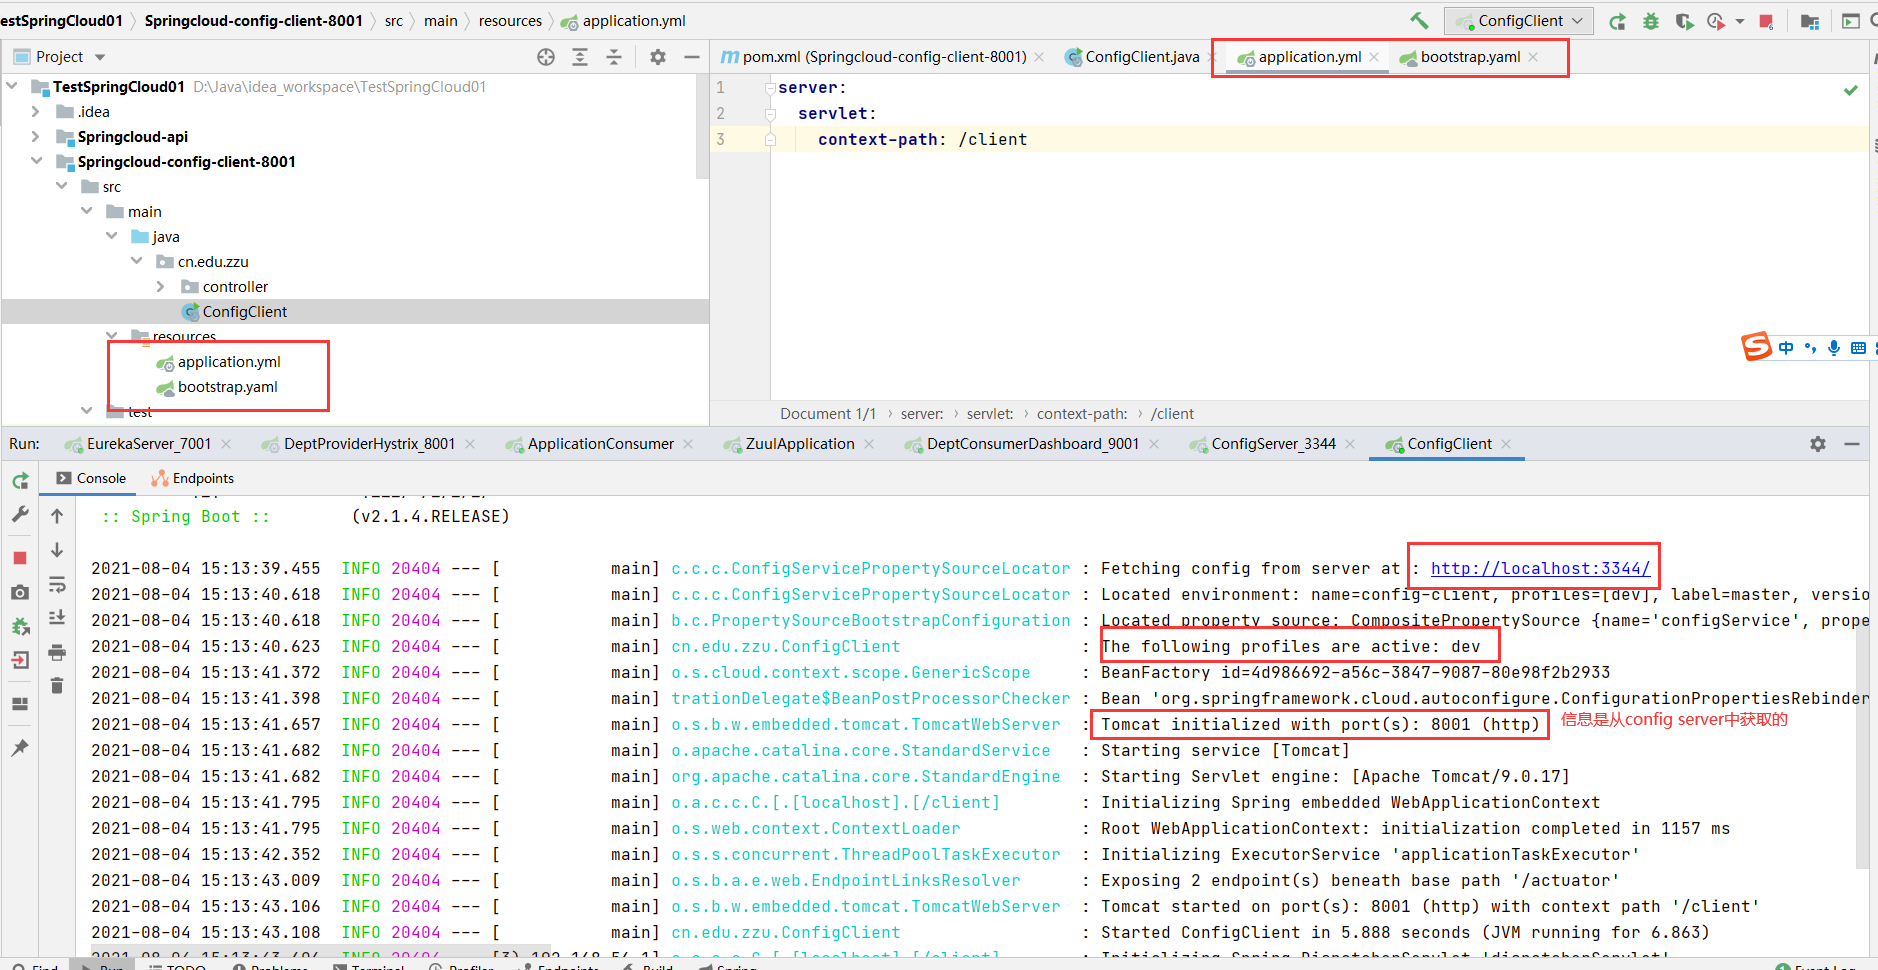 estSpringCloud01 〉 Springcloud-config-client-8001 〉 src 〉 main 〉 resources 〉 application.yml
ConfigClient
Project
pom.xml (Springcloud-config-client-8001)
ConfigClient.java
application.yml
bootstrap.yaml
TestSpringCloud01 D:\Java\idea_workspace\TestSpringCloud01
.idea
Springcloud-api
Springcloud-config-client-8001
src
main
java
cn.edu.zzu
controller
ConfigClient
resources
application.yml
bootstrap.yaml
test
1 server:
2 servlet:
3 context-path: /client
中
Document 1/1 › server: › servlet: › context-path: › /client
Run: EurekaServer_7001 DeptProviderHystrix_8001 ApplicationConsumer ZuulApplication DeptConsumerDashboard_9001 ConfigServer_3344 ConfigClient
Console Endpoints
:: Spring Boot :: (v2.1.4.RELEASE)
2021-08-04 15:13:39.455 INFO 20404 --- [ main] c.c.c.ConfigServicePropertySourceLocator : Fetching config from server at : http://localhost:3344/
2021-08-04 15:13:40.618 INFO 20404 --- [ main] c.c.c.ConfigServicePropertySourceLocator : Located environment: name=config-client, profiles=[dev], label=master, versio
2021-08-04 15:13:40.618 INFO 20404 --- [ main] b.c.PropertySourceBootstrapConfiguration : Located property source: CompositePropertySource {name='configService', prope
2021-08-04 15:13:40.623 INFO 20404 --- [ main] cn.edu.zzu.ConfigClient : The following profiles are active: dev
2021-08-04 15:13:41.372 INFO 20404 --- [ main] o.s.cloud.context.scope.GenericScope : BeanFactory id=4d986692-a56c-3847-9087-80e98f2b2933
2021-08-04 15:13:41.398 INFO 20404 --- [ main] trationDelegate$BeanPostProcessorChecker : Bean 'org.springframework.cloud.autoconfigure.ConfigurationPropertiesRebinder
2021-08-04 15:13:41.657 INFO 20404 --- [ main] o.s.b.w.embedded.tomcat.TomcatWebServer : Tomcat initialized with port(s): 8001 (http) 信息是从config server中获取的
2021-08-04 15:13:41.682 INFO 20404 --- [ main] o.apache.catalina.core.StandardService : Starting service [Tomcat]
2021-08-04 15:13:41.682 INFO 20404 --- [ main] org.apache.catalina.core.StandardEngine : Starting Servlet engine: [Apache Tomcat/9.0.17]
2021-08-04 15:13:41.795 INFO 20404 --- [ main] o.a.c.c.C.[.[localhost].[/client] : Initializing Spring embedded WebApplicationContext
2021-08-04 15:13:41.795 INFO 20404 --- [ main] o.s.web.context.ContextLoader : Root WebApplicationContext: initialization completed in 1157 ms
2021-08-04 15:13:42.352 INFO 20404 --- [ main] o.s.s.concurrent.ThreadPoolTaskExecutor : Initializing ExecutorService 'applicationTaskExecutor'
2021-08-04 15:13:43.009 INFO 20404 --- [ main] o.s.b.a.e.web.EndpointLinksResolver : Exposing 2 endpoint(s) beneath base path '/actuator'
2021-08-04 15:13:43.106 INFO 20404 --- [ main] o.s.b.w.embedded.tomcat.TomcatWebServer : Tomcat started on port(s): 8001 (http) with context path '/client'
2021-08-04 15:13:43.108 INFO 20404 --- [ main] cn.edu.zzu.ConfigClient : Started ConfigClient in 5.888 seconds (JVM running for 6.863)
Find Run TODO Problems Terminal Profiler Endpoints Build Spring Event Log